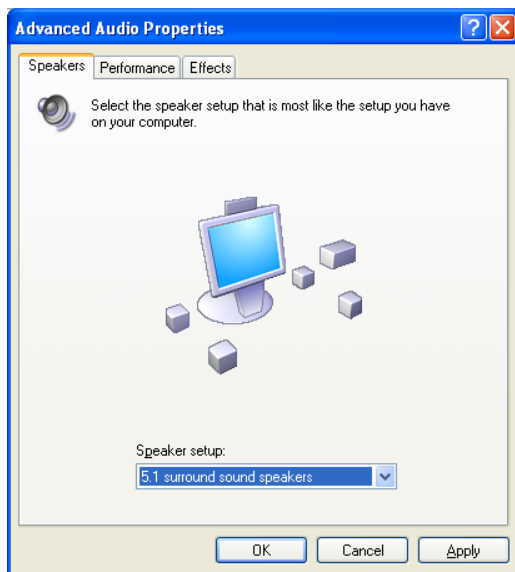 Advanced Audio Properties
Speakers
Performance
Effects
Select the speaker setup that is most like the setup you have
on your computer.
Speaker setup:
5.1 surround sound speakers
OK
Cancel
Apply